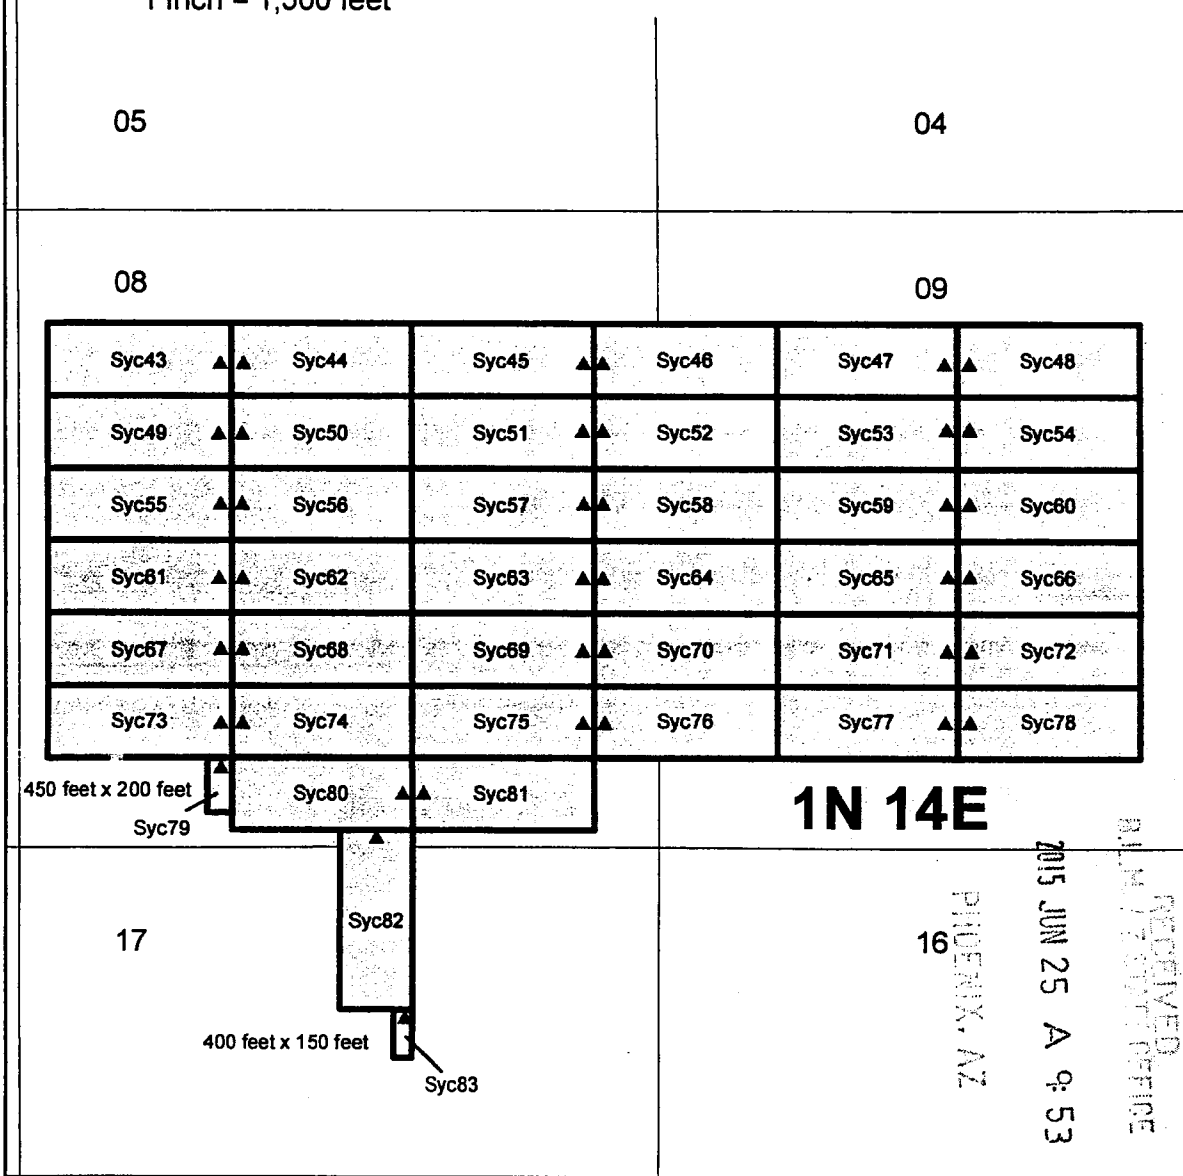 1 inch = 1,500 feet
05
04
08
09
Syc43 Syc44 Syc45 Syc46 Syc47 Syc48
Syc49 Syc50 Syc51 Syc52 Syc53 Syc54
Syc55 Syc56 Syc57 Syc58 Syc59 Syc60
Syc61 Syc62 Syc63 Syc64 Syc65 Syc66
Syc67 Syc68 Syc69 Syc70 Syc71 Syc72
Syc73 Syc74 Syc75 Syc76 Syc77 Syc78
450 feet x 200 feet
Syc79
Syc80 Syc81
1N 14E
Syc82
17
16
400 feet x 150 feet
Syc83
RECEIVED
OFFICE
2015 JUN 25 A 9: 53
PHOENIX, AZ